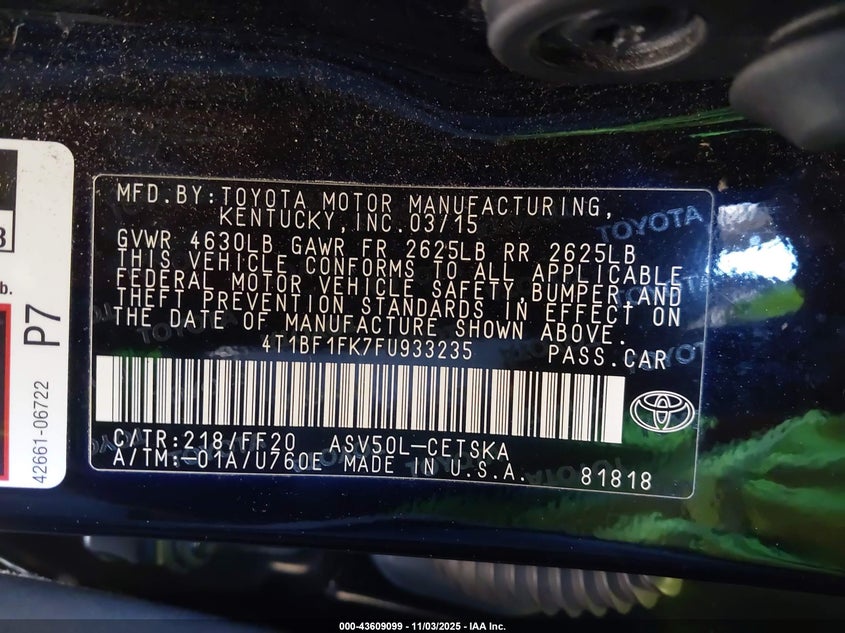 MFD.BY:TOYOTA MOTOR MANUFACTURING,
KENTUCKY,INC.03/15
GVWR 4630LB GAWR FR 2625LB RR 2625LB
THIS VEHICLE CONFORMS TO ALL APPLICABLE
FEDERAL MOTOR VEHICLE SAFETY,BUMPER AND
THEFT PREVENTION STANDARDS IN EFFECT ON
THE DATE OF MANUFACTURE SHOWN ABOVE.
4T1BF1FK7FU933235 PASS.CAR
C/TR:218/FF20 ASV50L-CETSKA
A/TM:-01A/U760E MADE IN U.S.A. 81818
TOYOTA
TOYOTA
TOYOTA
b.
P7
42661-06722
000-43609099 - 11/03/2025 - IAA Inc.